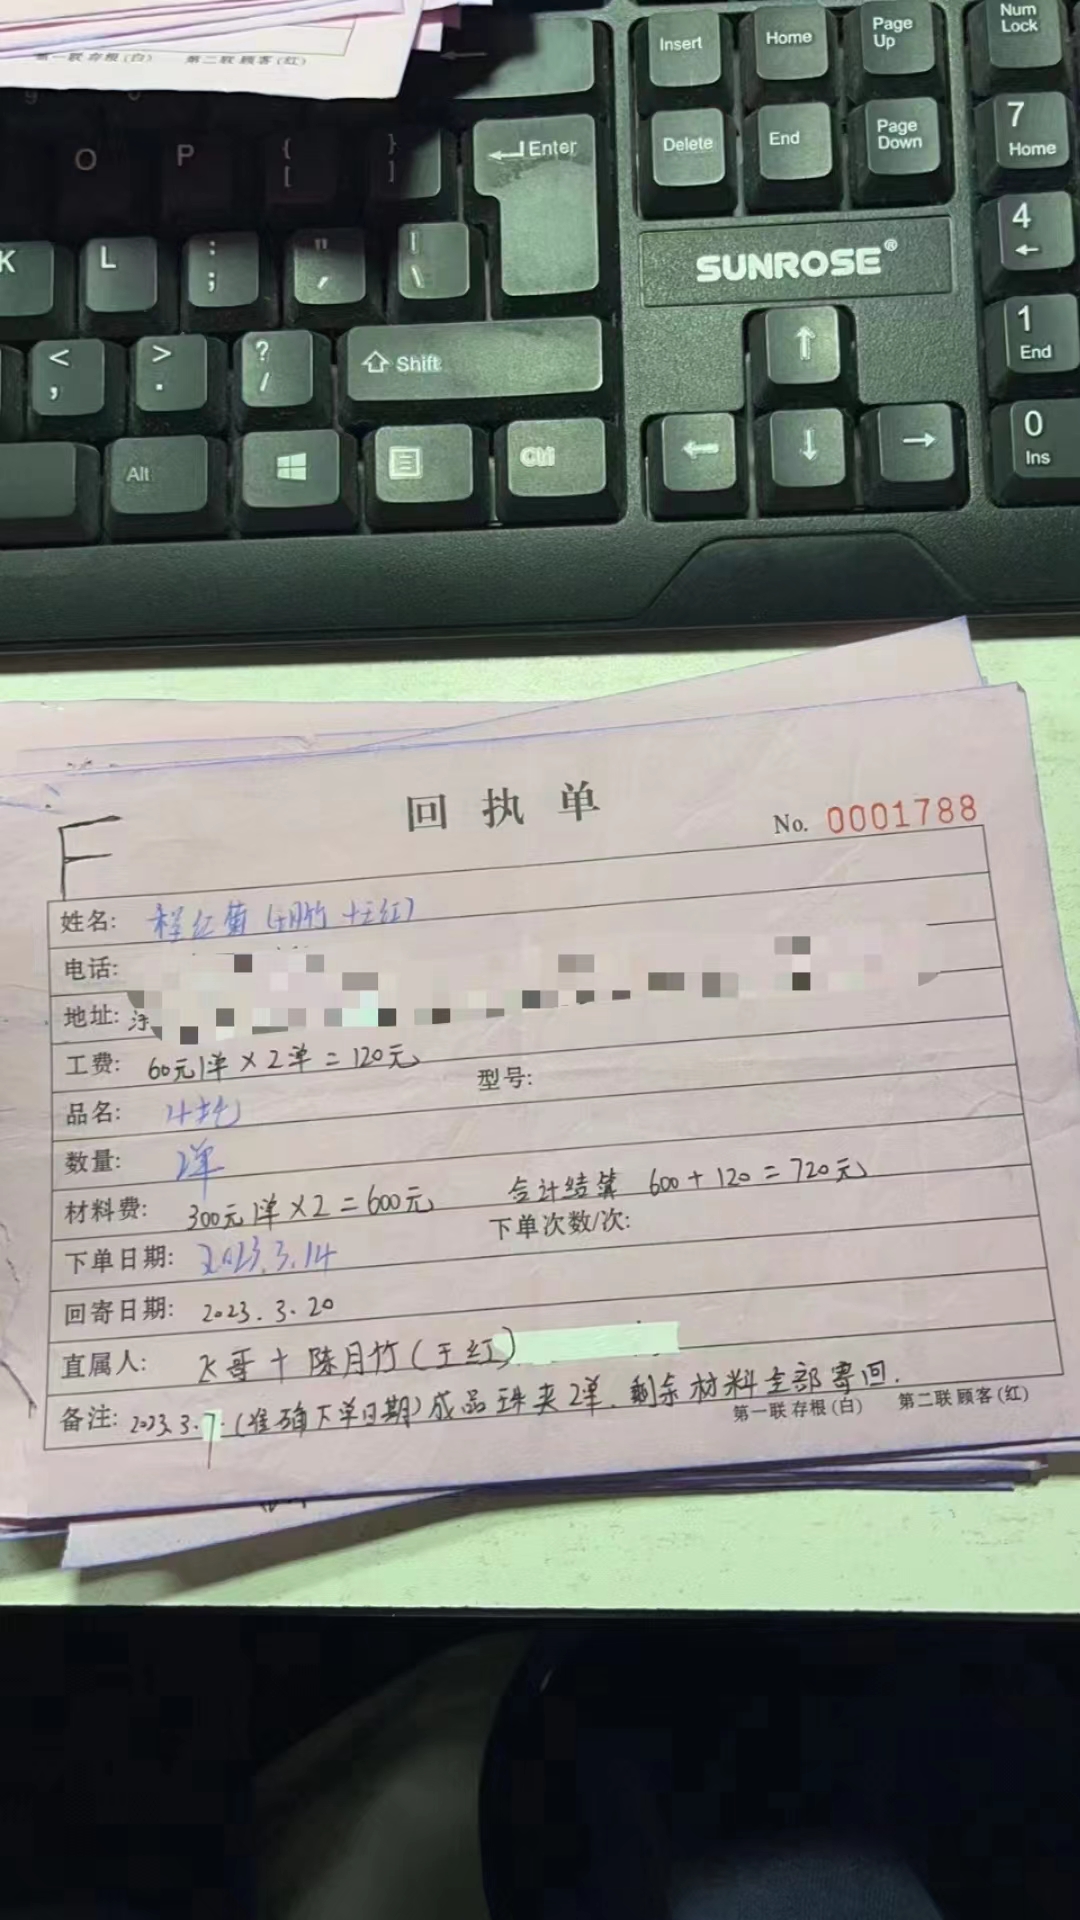 第一联 存根 (白) 第二联 顾客 (红)
Insert Home Page Up Num Lock
O P { [ } ] Enter Delete End Page Down 7 Home
K L : ; " ' | \ SUNROSE® 4 ←
< , > . ? / Shift ↑ 1 End
Alt Ctrl ← ↓ → 0 Ins
F
回执单
No. 0001788
姓名: 程红菊 (月竹 十王红)
电话:
地址:
工费: 60元1单×2单=120元
型号:
品名:
数量: 2单
材料费: 300元1单×2=600元 合计结算 600+120=720元
下单日期: 2023.3.14 下单次数/次:
回寄日期: 2023.3.20
直属人: 飞哥十陈月竹(王红)
备注: 2023.3.7.(准确下单日期)成品珠夹2单.剩余材料全部寄回.
第一联 存根 (白) 第二联 顾客 (红)